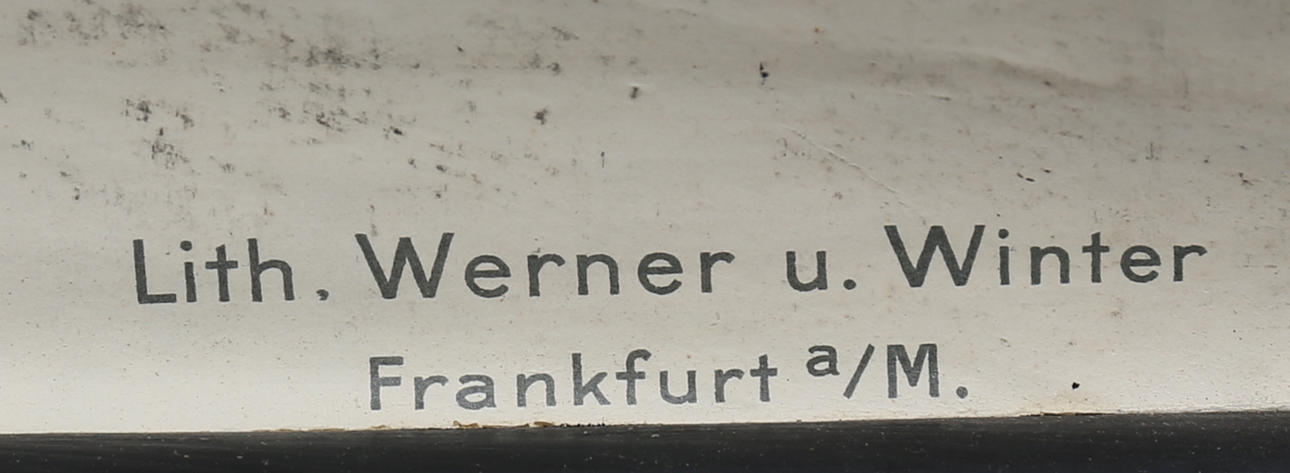 Lith. Werner u. Winter
Frankfurt a/M.